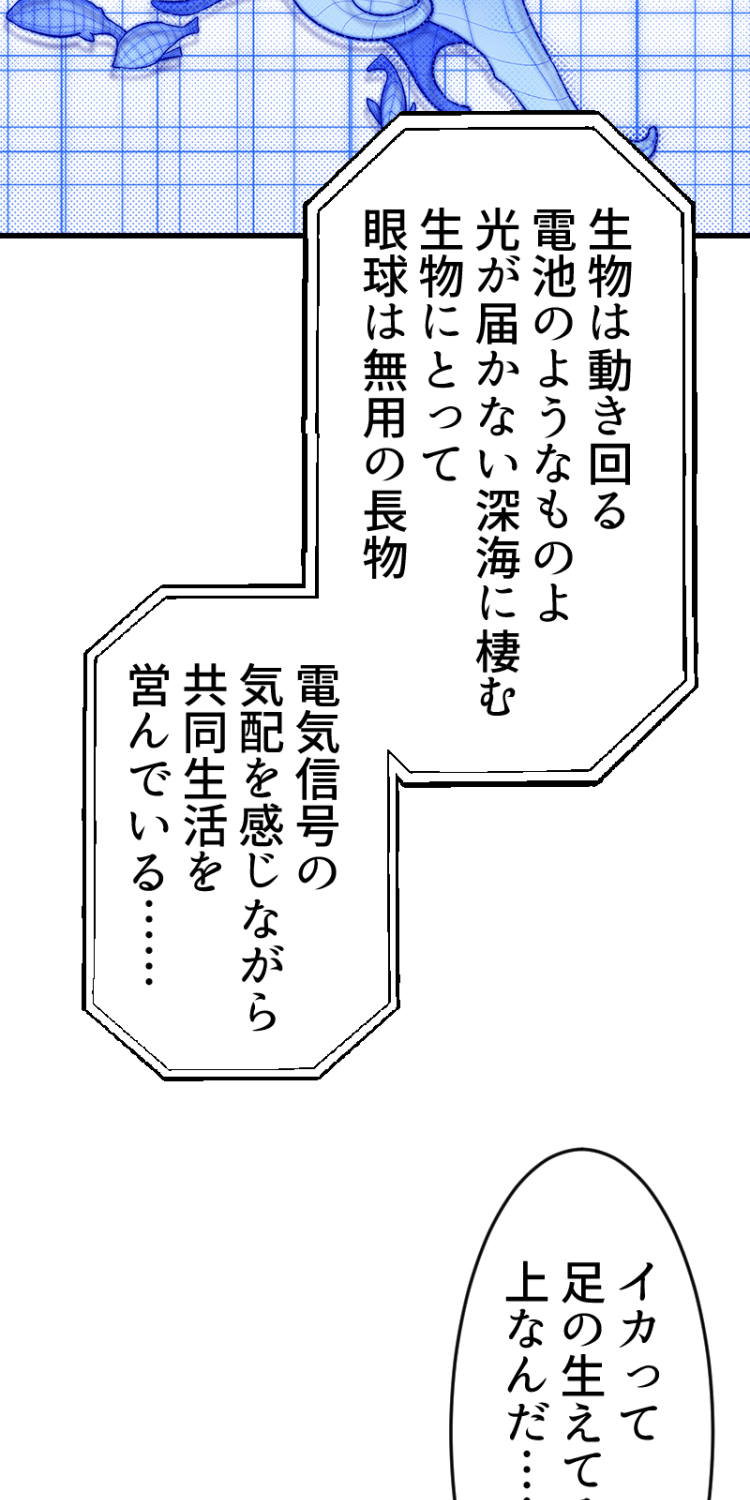 生物は動き回る
電池のようなものよ
光が届かない深海に棲む
生物にとって
眼球は無用の長物
電気信号の
気配を感じながら
共同生活を
営んでいる……
イカって
足の生えて
上なんだ…